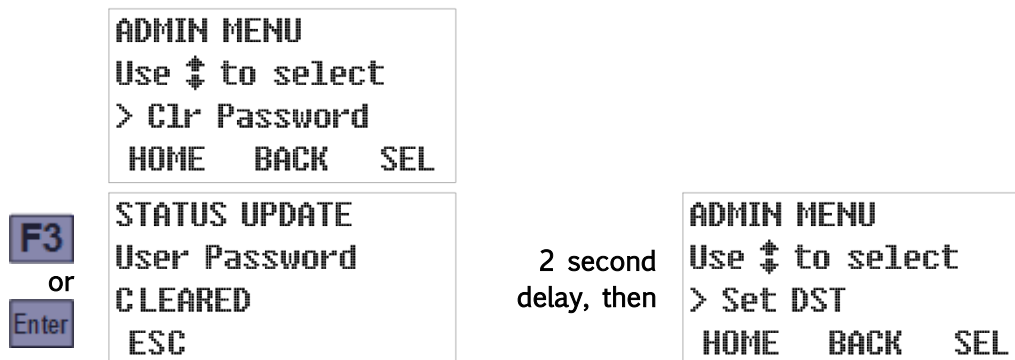 ADMIN MENU
Use ↕ to select
> Clr Password
HOME BACK SEL
F3
or
Enter
STATUS UPDATE
User Password
CLEARED
ESC
2 second
delay, then
ADMIN MENU
Use ↕ to select
> Set DST
HOME BACK SEL